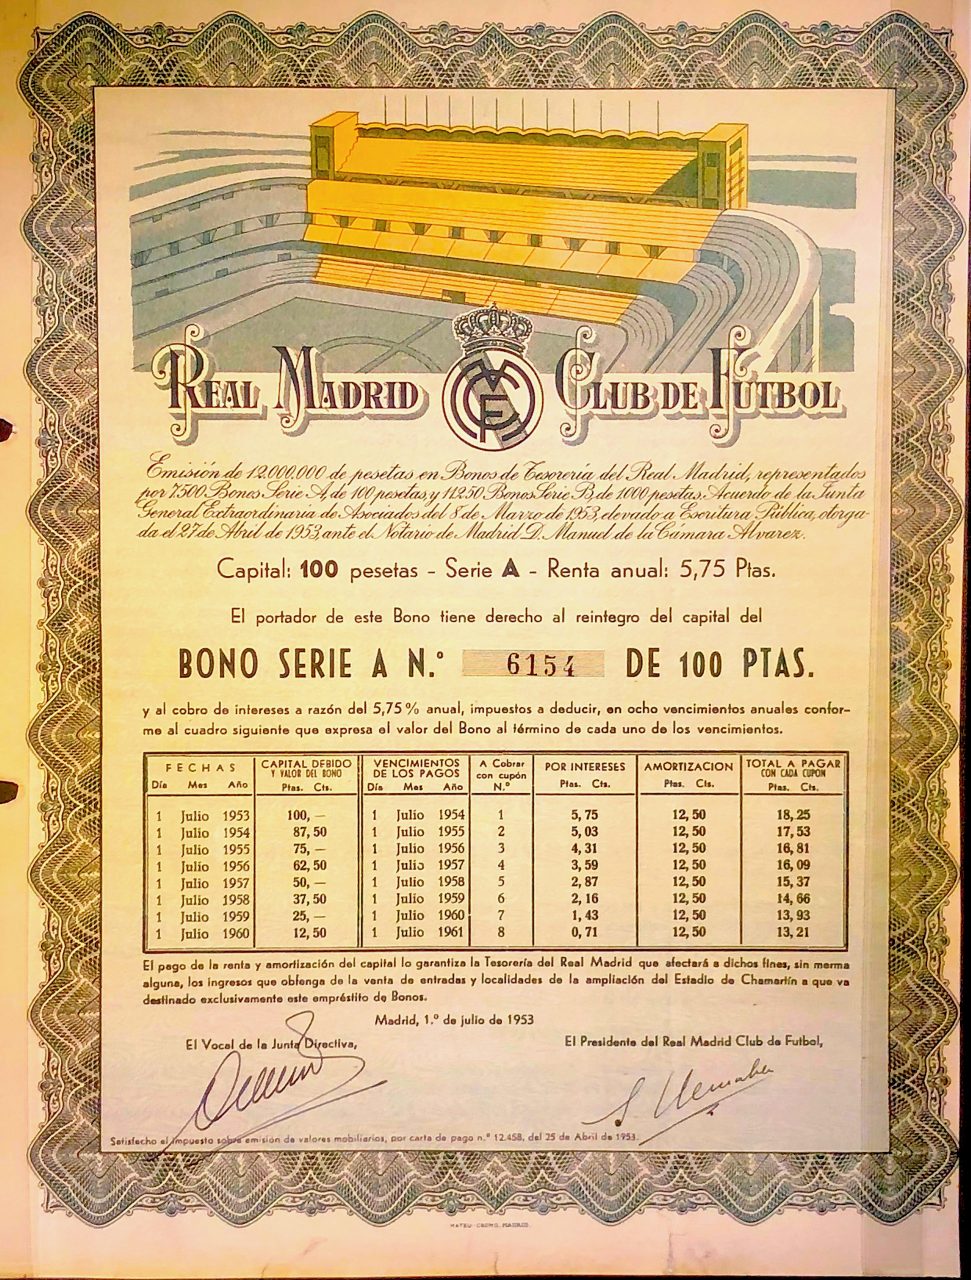 REAL MADRID CLUB DE FUTBOL
MCF
Emisión de 12.000.000 de pesetas en Bonos de Tesorería del Real Madrid, representados
por 7.500 Bonos Serie A, de 100 pesetas y 11.250 Bonos Serie B, de 1000 pesetas. Acuerdo de la Junta
General Extraordinaria de Asociados del 8 de Marzo de 1953, elevado a Escritura Pública, otorga-
da el 27 de Abril de 1953, ante el Notario de Madrid D. Manuel de la Cámara Alvarez.
Capital: 100 pesetas - Serie A - Renta anual: 5,75 Ptas.
El portador de este Bono tiene derecho al reintegro del capital del
BONO SERIE A N.º 6154 DE 100 PTAS.
y al cobro de intereses a razón del 5,75 % anual, impuestos a deducir, en ocho vencimientos anuales confor-
me al cuadro siguiente que expresa el valor del Bono al término de cada uno de los vencimientos.
FECHAS CAPITAL DEBIDO VENCIMIENTOS A Cobrar POR INTERESES AMORTIZACION TOTAL A PAGAR
Y VALOR DEL BONO DE LOS PAGOS con cupón CON CADA CUPON
Día Mes Año Ptas. Cts. Día Mes Año N.º Ptas. Cts. Ptas. Cts. Ptas. Cts.
1 Julio 1953 100,— 1 Julio 1954 1 5,75 12,50 18,25
1 Julio 1954 87,50 1 Julio 1955 2 5,03 12,50 17,53
1 Julio 1955 75,— 1 Julio 1956 3 4,31 12,50 16,81
1 Julio 1956 62,50 1 Julio 1957 4 3,59 12,50 16,09
1 Julio 1957 50,— 1 Julio 1958 5 2,87 12,50 15,37
1 Julio 1958 37,50 1 Julio 1959 6 2,16 12,50 14,66
1 Julio 1959 25,— 1 Julio 1960 7 1,43 12,50 13,93
1 Julio 1960 12,50 1 Julio 1961 8 0,71 12,50 13,21
El pago de la renta y amortización del capital lo garantiza la Tesorería del Real Madrid que afectará a dichos fines, sin merma
alguna, los ingresos que obtenga de la venta de entradas y localidades de la ampliación del Estadio de Chamartín a que va
destinado exclusivamente este empréstito de Bonos.
Madrid, 1.º de julio de 1953
El Vocal de la Junta Directiva, El Presidente del Real Madrid Club de Futbol,
Satisfecho el impuesto sobre emisión de valores mobiliarios, por carta de pago n.º 12.458, del 25 de Abril de 1953.
MATEU-CROMO, MADRID.